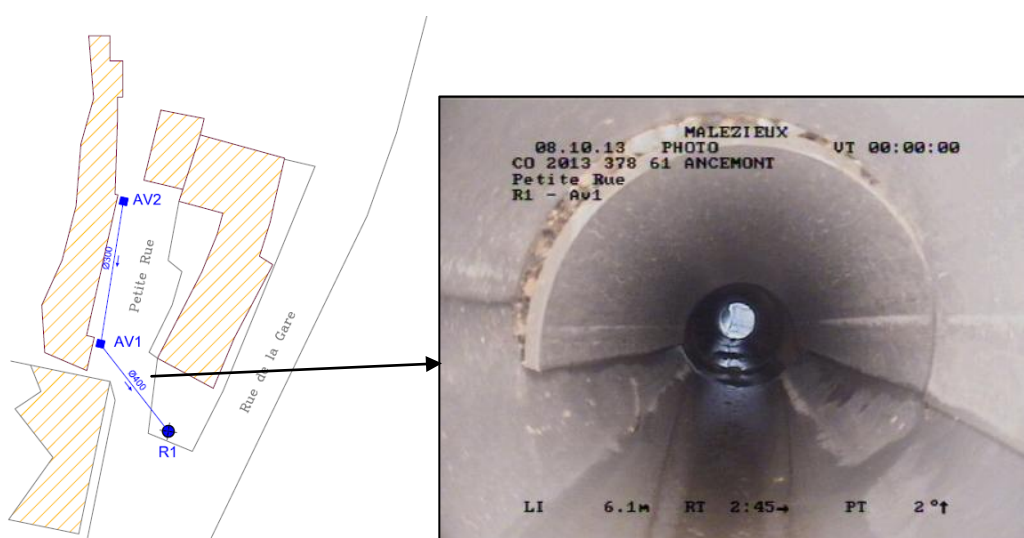 AV2
Ø300
Petite Rue
AV1
Ø400
R1
Rue de la Gare
MALEZIEUX
08.10.13 PHOTO VT 00:00:00
CO 2013 378 61 ANCEMONT
Petite Rue
R1 - Av1
LI 6.1m RT 2:45→ PT 2°↑